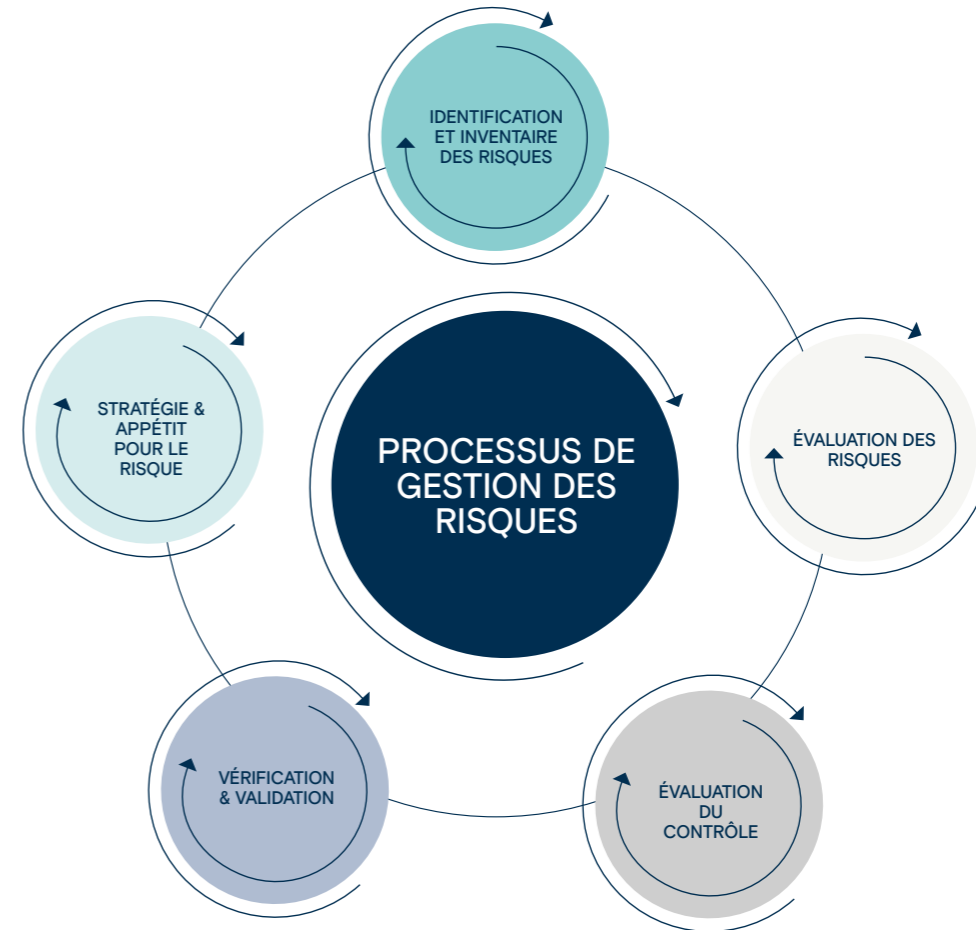 IDENTIFICATION
ET INVENTAIRE
DES RISQUES
STRATÉGIE &
APPÉTIT
POUR LE
RISQUE
PROCESSUS DE
GESTION DES
RISQUES
ÉVALUATION DES
RISQUES
VÉRIFICATION
& VALIDATION
ÉVALUATION
DU
CONTRÔLE